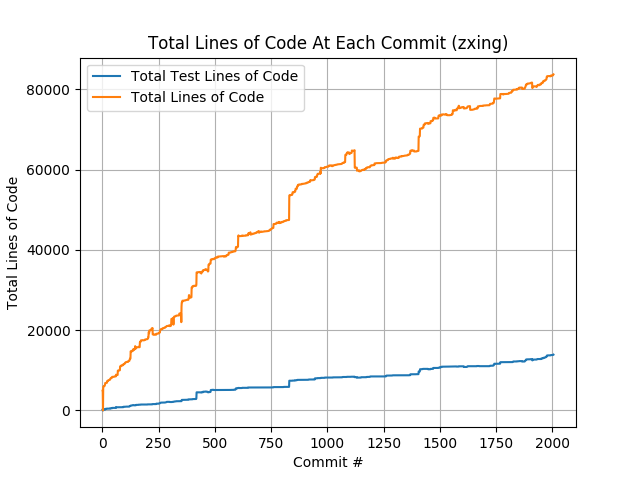 Total Lines of Code At Each Commit (zxing)
Total Test Lines of Code
Total Lines of Code
Total Lines of Code
80000
60000
40000
20000
0
0
250
500
750
1000
1250
1500
1750
2000
Commit #